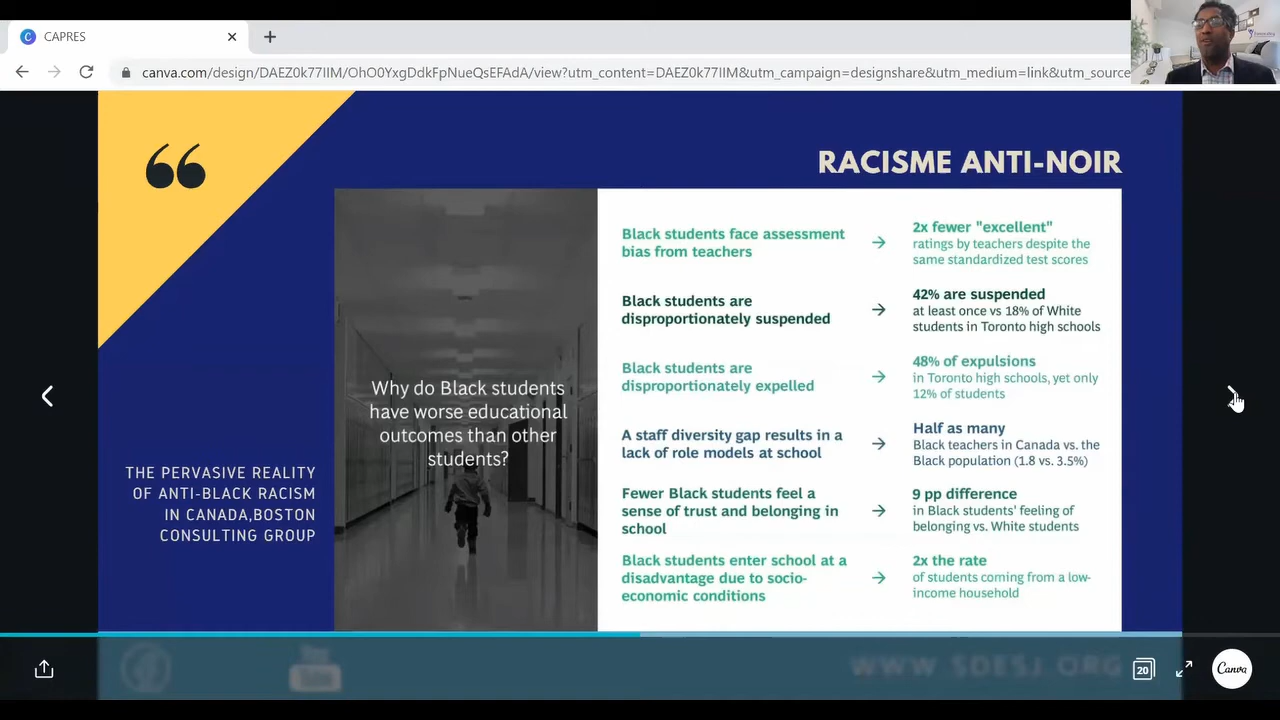 CAPRES
canva.com/design/DAEZ0k77IIM/OhO0YxgDdkFpNueQsEFAdA/view?utm_content=DAEZ0k77IIM&utm_campaign=designshare&utm_medium=link&utm_source
RACISME ANTI-NOIR
THE PERVASIVE REALITY
OF ANTI-BLACK RACISM
IN CANADA,BOSTON
CONSULTING GROUP
Why do Black students
have worse educational
outcomes than other
students?
Black students face assessment
bias from teachers
2x fewer "excellent"
ratings by teachers despite the
same standardized test scores
Black students are
disproportionately suspended
42% are suspended
at least once vs 18% of White
students in Toronto high schools
Black students are
disproportionately expelled
48% of expulsions
in Toronto high schools, yet only
12% of students
A staff diversity gap results in a
lack of role models at school
Half as many
Black teachers in Canada vs. the
Black population (1.8 vs. 3.5%)
Fewer Black students feel a
sense of trust and belonging in
school
9 pp difference
in Black students' feeling of
belonging vs. White students
Black students enter school at a
disadvantage due to socio-
economic conditions
2x the rate
of students coming from a low-
income household
WWW.SDESJ.ORG
20
Canva